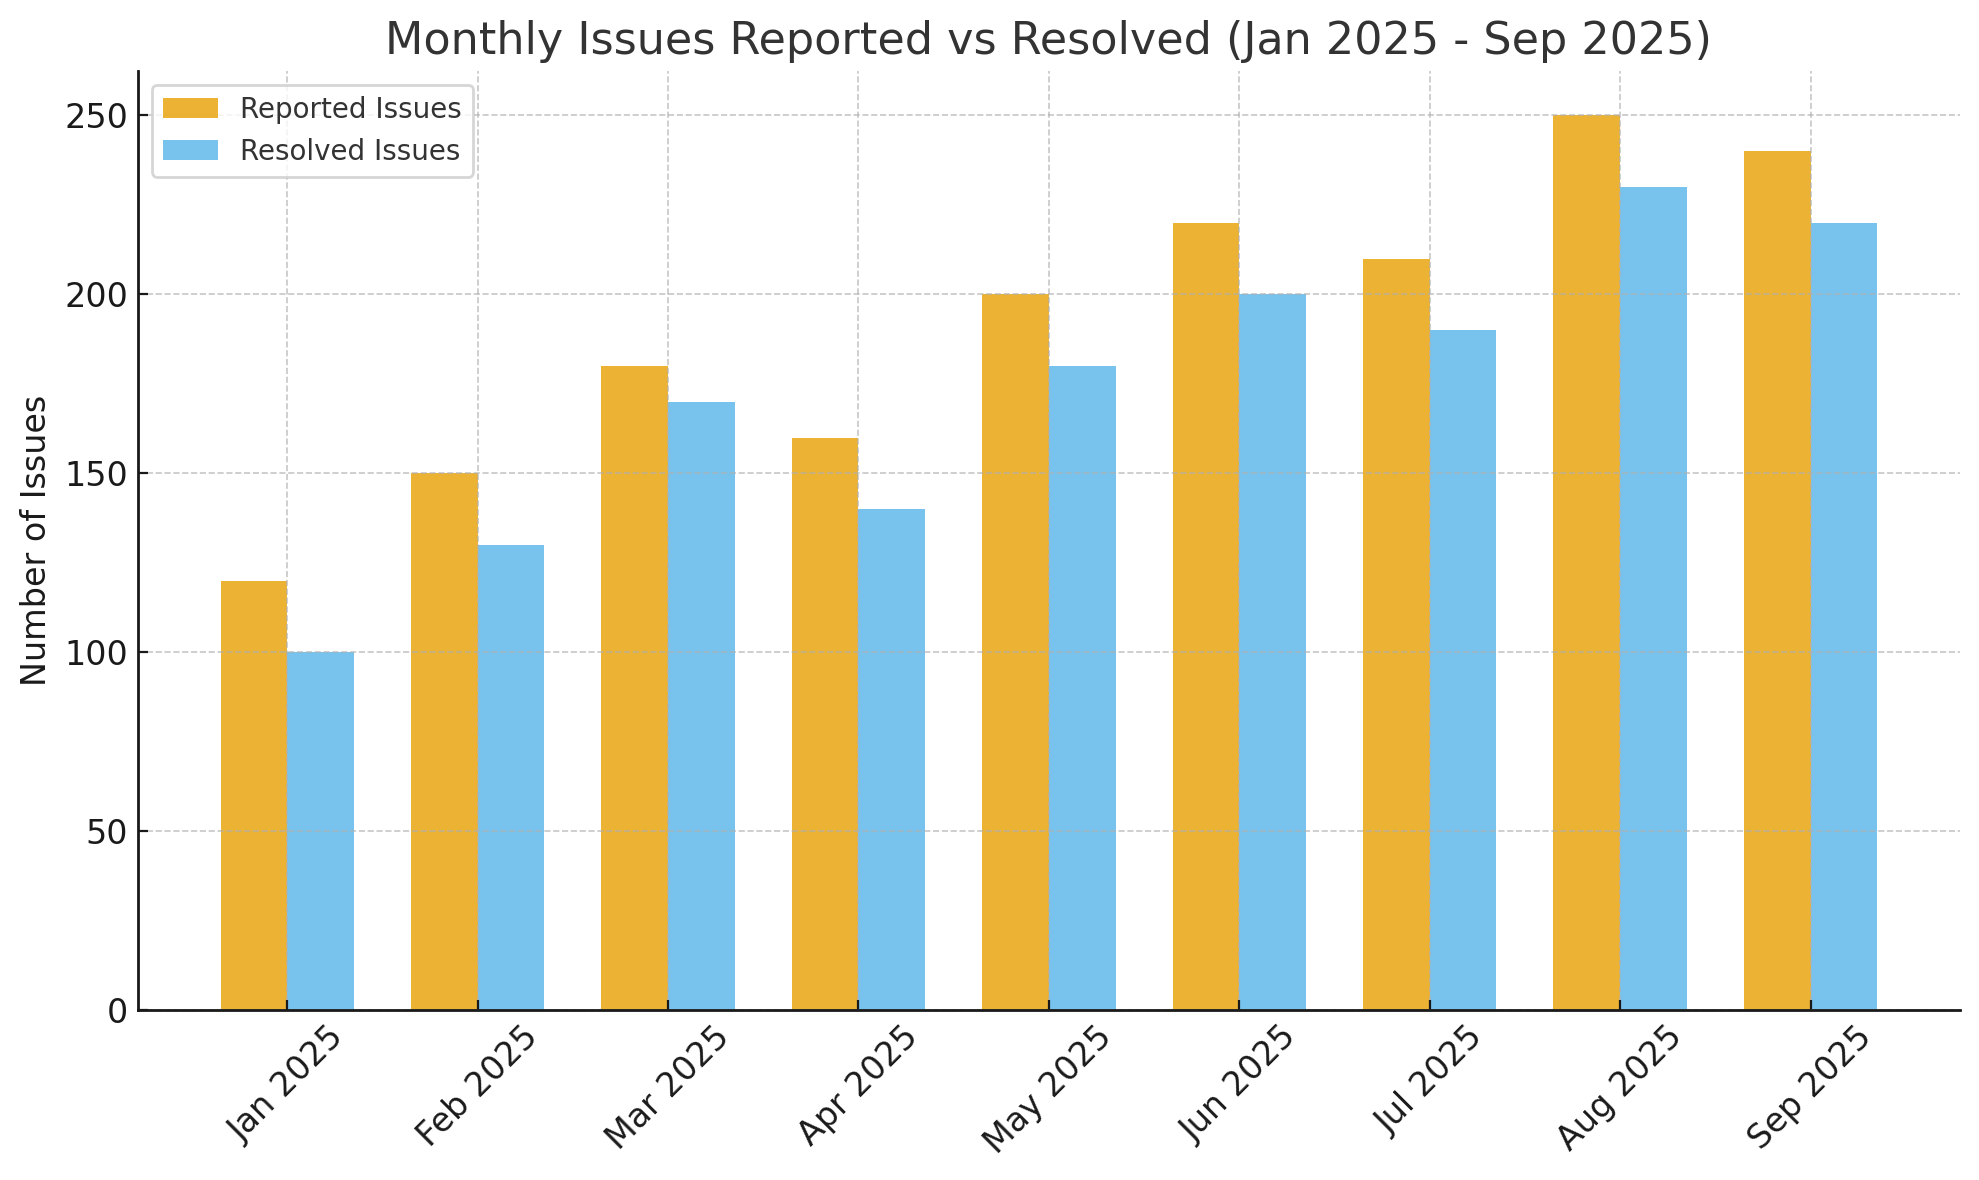 Monthly Issues Reported vs Resolved (Jan 2025 - Sep 2025)
Reported Issues
Resolved Issues
Number of Issues
250
200
150
100
50
0
Jan 2025
Feb 2025
Mar 2025
Apr 2025
May 2025
Jun 2025
Jul 2025
Aug 2025
Sep 2025